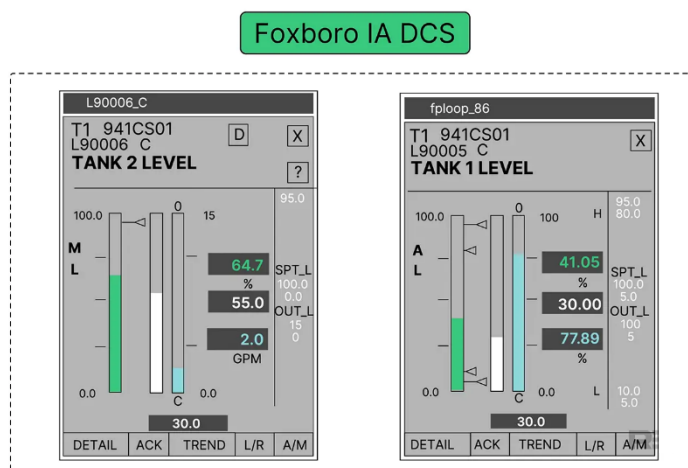 Foxboro IA DCS
L90006_C
T1 941CS01 D X
L90006 C
TANK 2 LEVEL ?
95.0
0
100.0 15
M
L
64.7
%
SPT_L
100.0
0.0
55.0
OUT_L
15
0
2.0
GPM
0.0 0.0
C
30.0
DETAIL ACK TREND L/R A/M
fploop_86
T1 941CS01 X
L90005 C
TANK 1 LEVEL
95.0
80.0
0
100.0 100 H
A
L
41.05
%
SPT_L
100.0
5.0
30.00
OUT_L
100
5
77.89
%
0.0 0.0 L 10.0
5.0
C
30.0
DETAIL ACK TREND L/R A/M